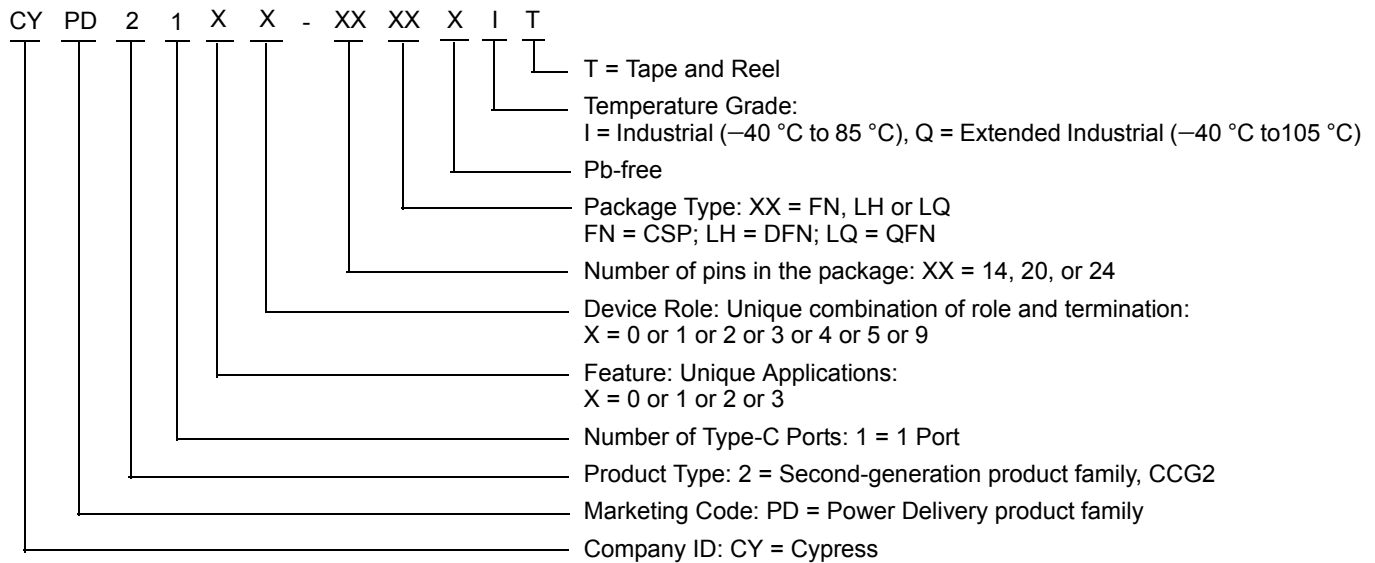 CY PD 2 1 X X - XX XX X I T
T = Tape and Reel
Temperature Grade:
I = Industrial (–40 °C to 85 °C), Q = Extended Industrial (–40 °C to105 °C)
Pb-free
Package Type: XX = FN, LH or LQ
FN = CSP; LH = DFN; LQ = QFN
Number of pins in the package: XX = 14, 20, or 24
Device Role: Unique combination of role and termination:
X = 0 or 1 or 2 or 3 or 4 or 5 or 9
Feature: Unique Applications:
X = 0 or 1 or 2 or 3
Number of Type-C Ports: 1 = 1 Port
Product Type: 2 = Second-generation product family, CCG2
Marketing Code: PD = Power Delivery product family
Company ID: CY = Cypress